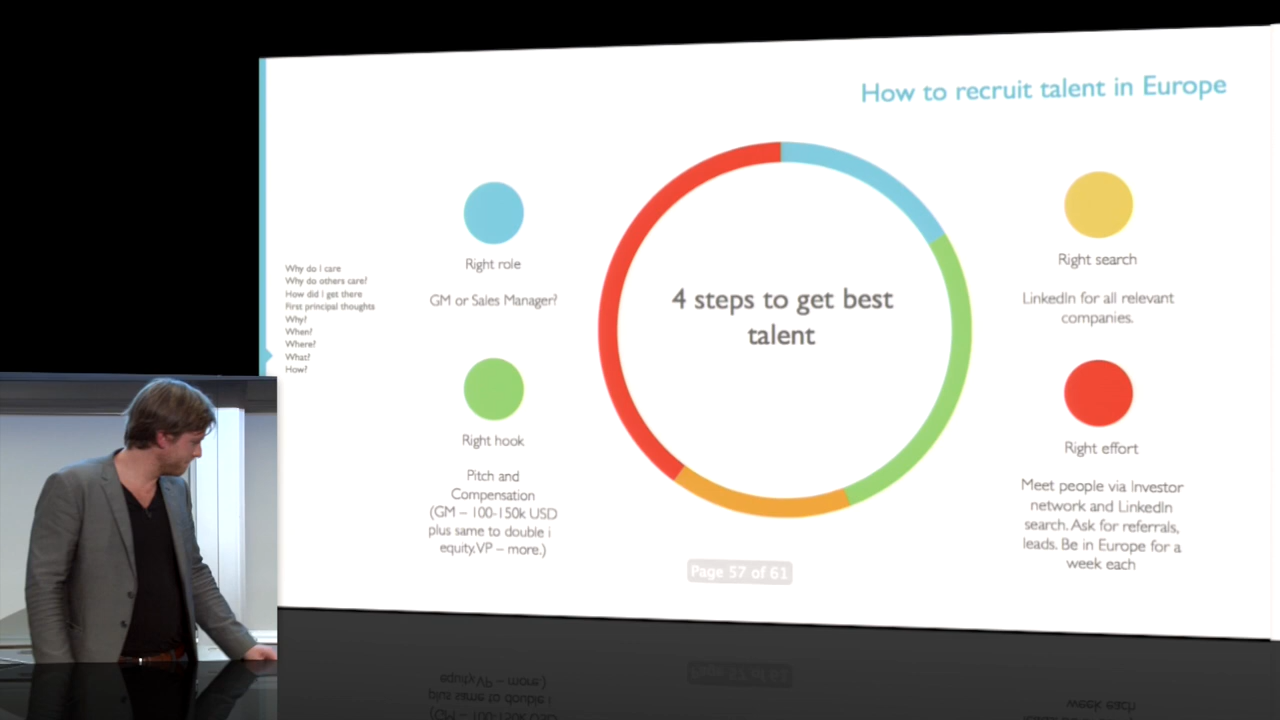 How to recruit talent in Europe
Why do I care
Why do others care?
How did I get there
First principal thoughts
Why?
When?
Where?
What?
How?
Right role
GM or Sales Manager?
Right hook
Pitch and
Compensation
(GM – 100-150k USD
plus same to double i
equity.VP – more.)
4 steps to get best
talent
Right search
LinkedIn for all relevant
companies.
Right effort
Meet people via Investor
network and LinkedIn
search. Ask for referrals,
leads. Be in Europe for a
week each
Page 57 of 61